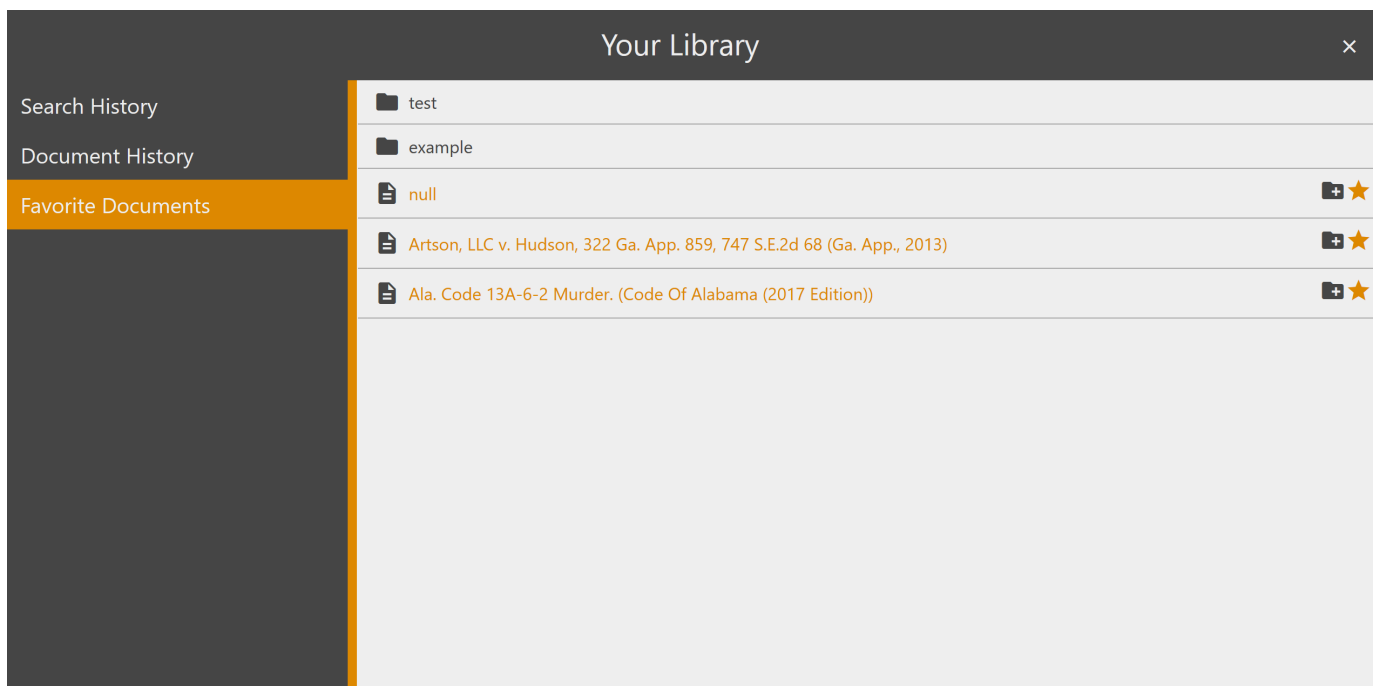 Your Library
×
Search History
Document History
Favorite Documents
test
example
null
Artson, LLC v. Hudson, 322 Ga. App. 859, 747 S.E.2d 68 (Ga. App., 2013)
Ala. Code 13A-6-2 Murder. (Code Of Alabama (2017 Edition))